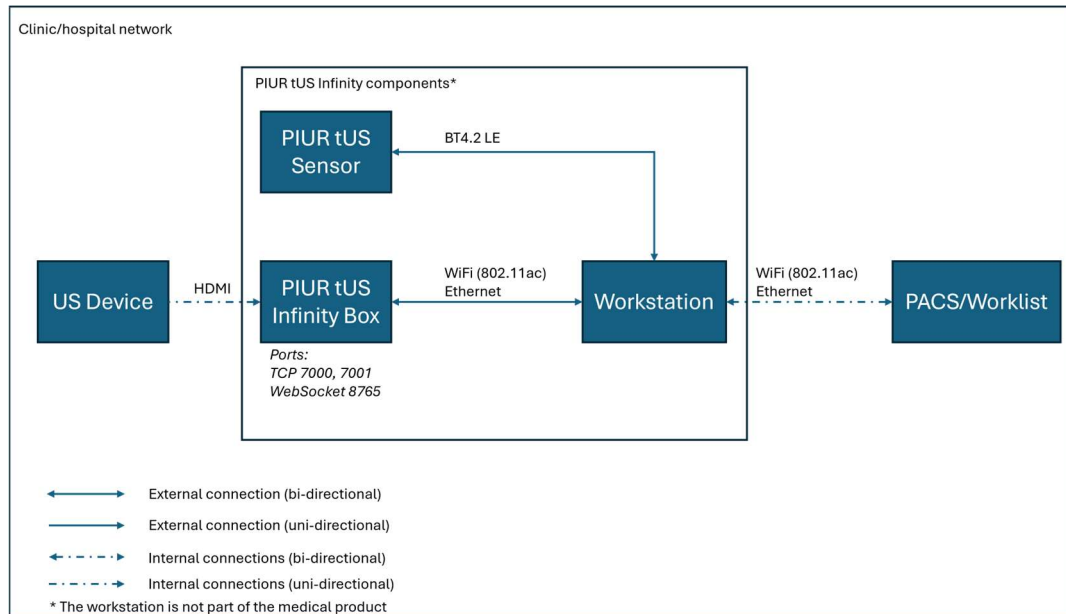 Clinic/hospital network
PIUR tUS Infinity components*
PIUR tUS
Sensor
BT4.2 LE
US Device
HDMI
PIUR tUS
Infinity Box
WiFi (802.11ac)
Ethernet
Workstation
WiFi (802.11ac)
Ethernet
PACS/Worklist
Ports:
TCP 7000, 7001
WebSocket 8765
External connection (bi-directional)
External connection (uni-directional)
Internal connections (bi-directional)
Internal connections (uni-directional)
* The workstation is not part of the medical product